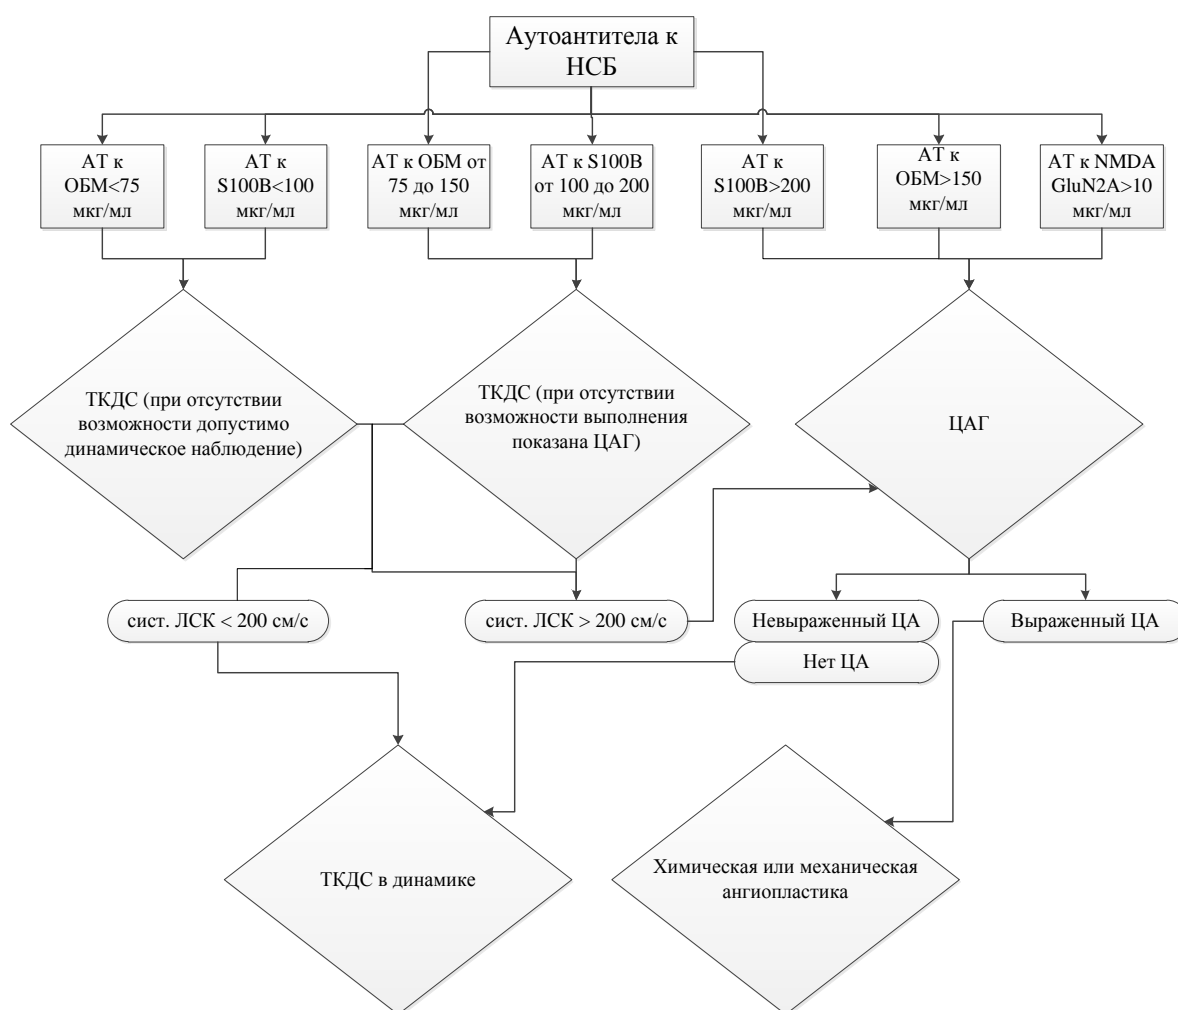 Аутоантитела к
НСБ
АТ к
ОБМ<75
мкг/мл
АТ к
S100B<100
мкг/мл
АТ к ОБМ от
75 до 150
мкг/мл
АТ к S100B
от 100 до 200
мкг/мл
АТ к
S100B>200
мкг/мл
АТ к
ОБМ>150
мкг/мл
АТ к NMDA
GluN2A>10
мкг/мл
ТКДС (при отсутствии
возможности допустимо
динамическое наблюдение)
ТКДС (при отсутствии
возможности выполнения
показана ЦАГ)
ЦАГ
сист. ЛСК < 200 см/с
сист. ЛСК > 200 см/с
Невыраженный ЦА
Нет ЦА
Выраженный ЦА
ТКДС в динамике
Химическая или механическая
ангиопластика